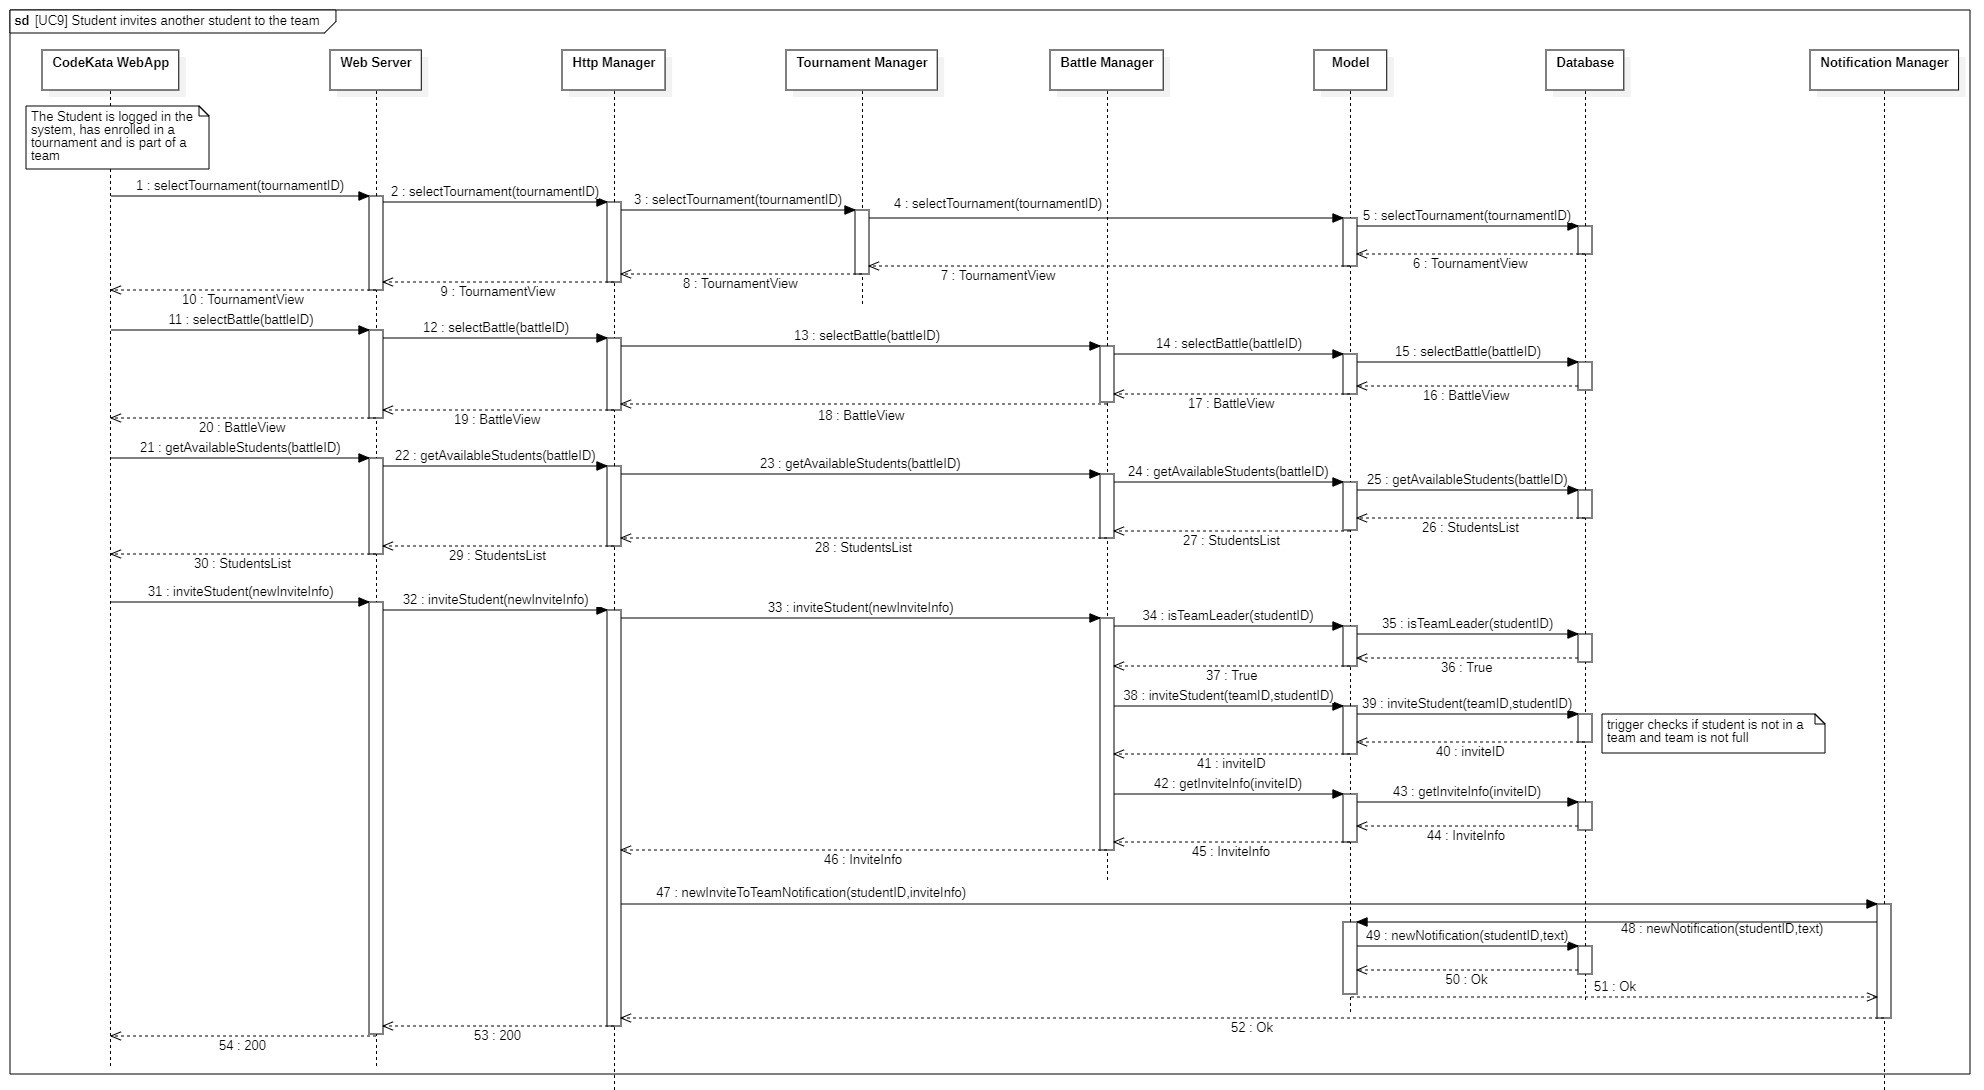 sd [UC9] Student invites another student to the team
CodeKata WebApp
Web Server
Http Manager
Tournament Manager
Battle Manager
Model
Database
Notification Manager
The Student is logged in the
system, has enrolled in a
tournament and is part of a
team
1 : selectTournament(tournamentID)
2 : selectTournament(tournamentID)
3 : selectTournament(tournamentID)
4 : selectTournament(tournamentID)
5 : selectTournament(tournamentID)
6 : TournamentView
7 : TournamentView
8 : TournamentView
9 : TournamentView
10 : TournamentView
11 : selectBattle(battleID)
12 : selectBattle(battleID)
13 : selectBattle(battleID)
14 : selectBattle(battleID)
15 : selectBattle(battleID)
16 : BattleView
17 : BattleView
18 : BattleView
19 : BattleView
20 : BattleView
21 : getAvailableStudents(battleID)
22 : getAvailableStudents(battleID)
23 : getAvailableStudents(battleID)
24 : getAvailableStudents(battleID)
25 : getAvailableStudents(battleID)
26 : StudentsList
27 : StudentsList
28 : StudentsList
29 : StudentsList
30 : StudentsList
31 : inviteStudent(newInviteInfo)
32 : inviteStudent(newInviteInfo)
33 : inviteStudent(newInviteInfo)
34 : isTeamLeader(studentID)
35 : isTeamLeader(studentID)
36 : True
37 : True
38 : inviteStudent(teamID,studentID)
39 : inviteStudent(teamID,studentID)
trigger checks if student is not in a
team and team is not full
40 : inviteID
41 : inviteID
42 : getInviteInfo(inviteID)
43 : getInviteInfo(inviteID)
44 : InviteInfo
45 : InviteInfo
46 : InviteInfo
47 : newInviteToTeamNotification(studentID,inviteInfo)
48 : newNotification(studentID,text)
49 : newNotification(studentID,text)
50 : Ok
51 : Ok
52 : Ok
53 : 200
54 : 200